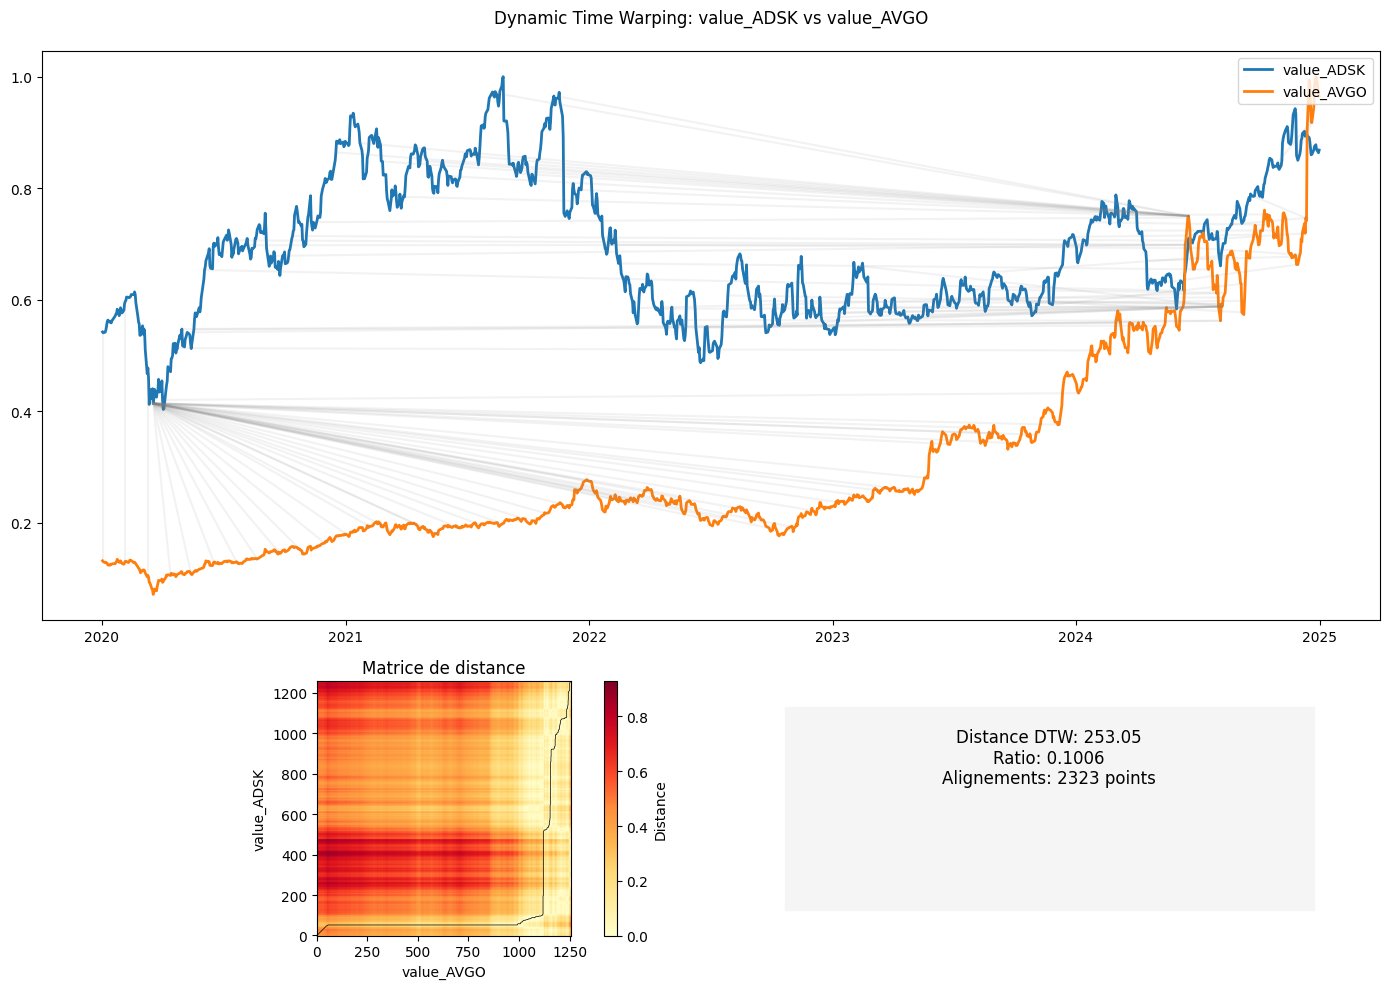 Dynamic Time Warping: value_ADSK vs value_AVGO
value_ADSK
value_AVGO
1.0
0.8
0.6
0.4
0.2
2020 2021 2022 2023 2024 2025
Matrice de distance
1200
1000
800
600
400
200
0
value_ADSK
0 250 500 750 1000 1250
value_AVGO
0.8
0.6
0.4
0.2
0.0
Distance
Distance DTW: 253.05
Ratio: 0.1006
Alignements: 2323 points